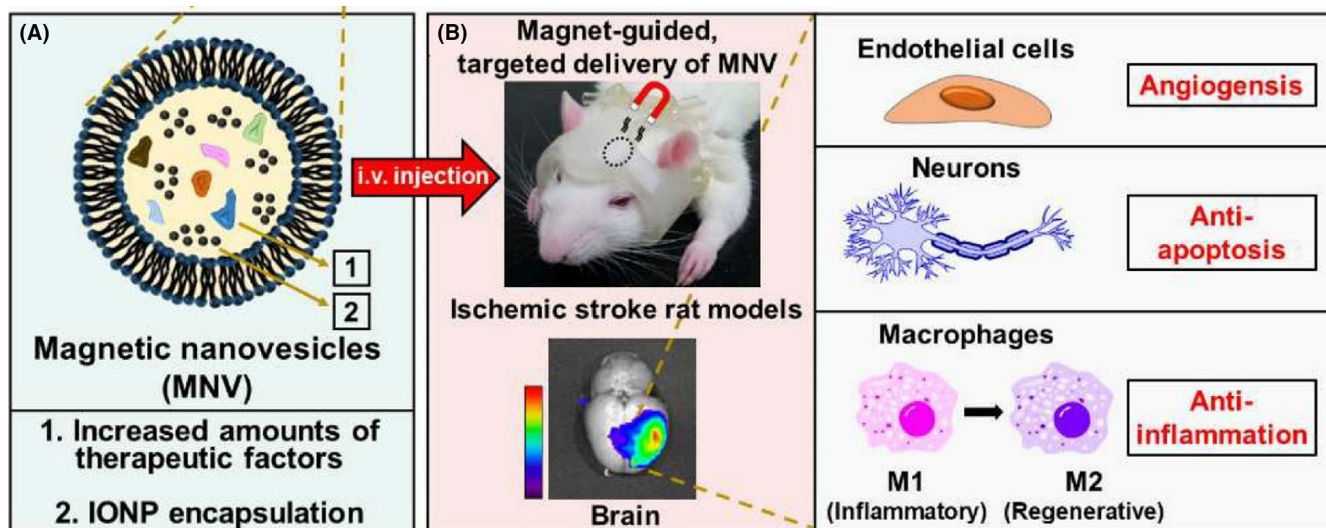 (A)
1
2
Magnetic nanovesicles
(MNV)
1. Increased amounts of
therapeutic factors
2. IONP encapsulation
i.v. injection
(B)
Magnet-guided,
targeted delivery of MNV
Ischemic stroke rat models
Brain
Endothelial cells
Angiogensis
Neurons
Anti-
apoptosis
Macrophages
Anti-
inflammation
M1
(Inflammatory)
M2
(Regenerative)